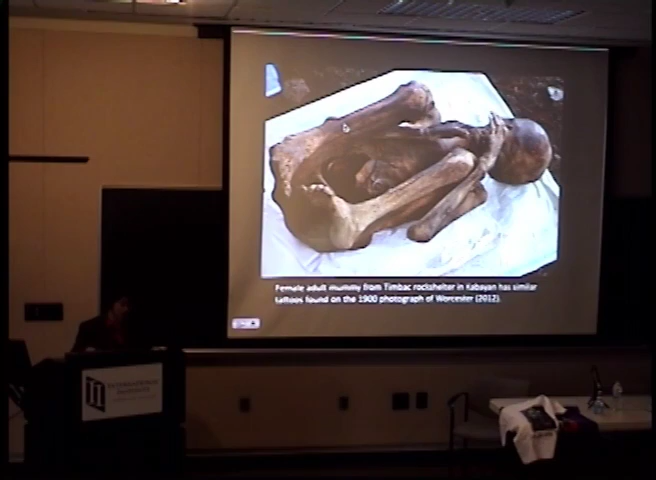 Female adult mummy from Timbac rockshelter in Kabayan has similar
tattoos found on the 1900 photograph of Worcester (2012).